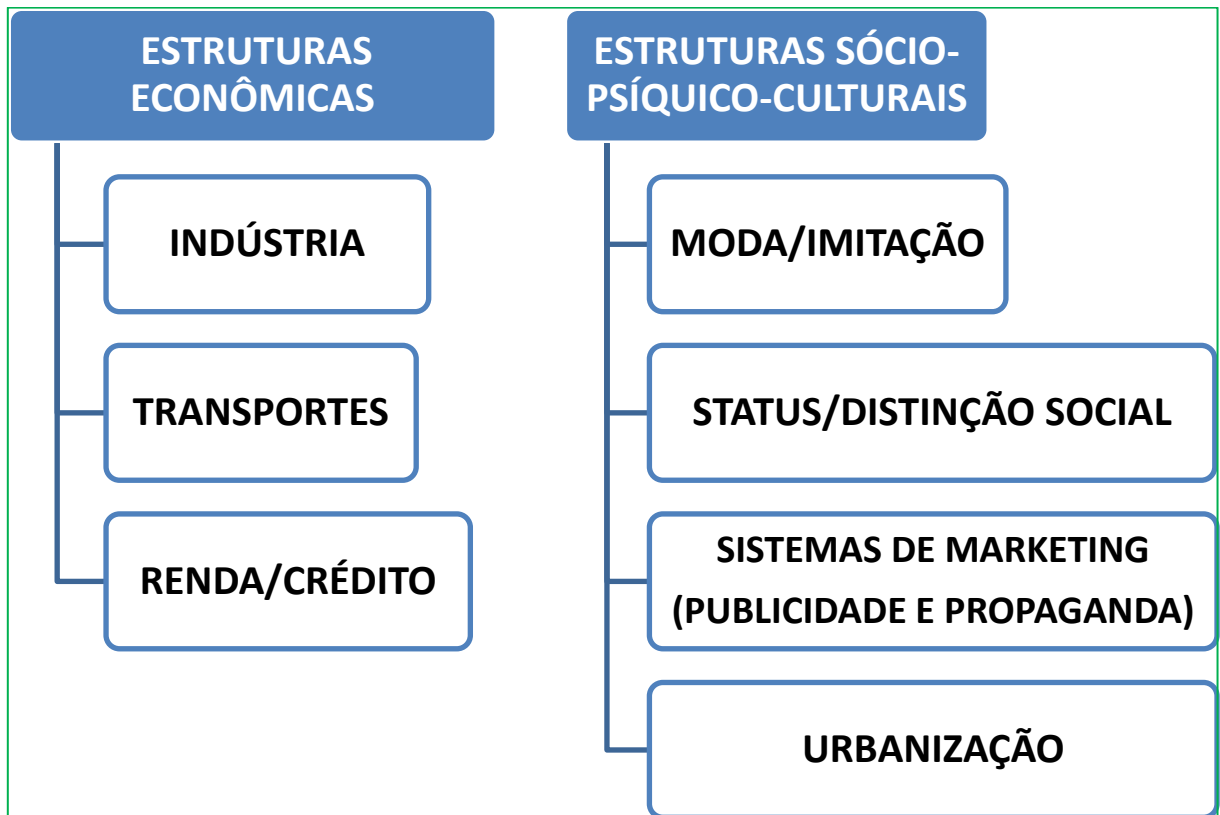 ESTRUTURAS
ECONÔMICAS
INDÚSTRIA
TRANSPORTES
RENDA/CRÉDITO
ESTRUTURAS SÓCIO-
PSÍQUICO-CULTURAIS
MODA/IMITAÇÃO
STATUS/DISTINÇÃO SOCIAL
SISTEMAS DE MARKETING
(PUBLICIDADE E PROPAGANDA)
URBANIZAÇÃO